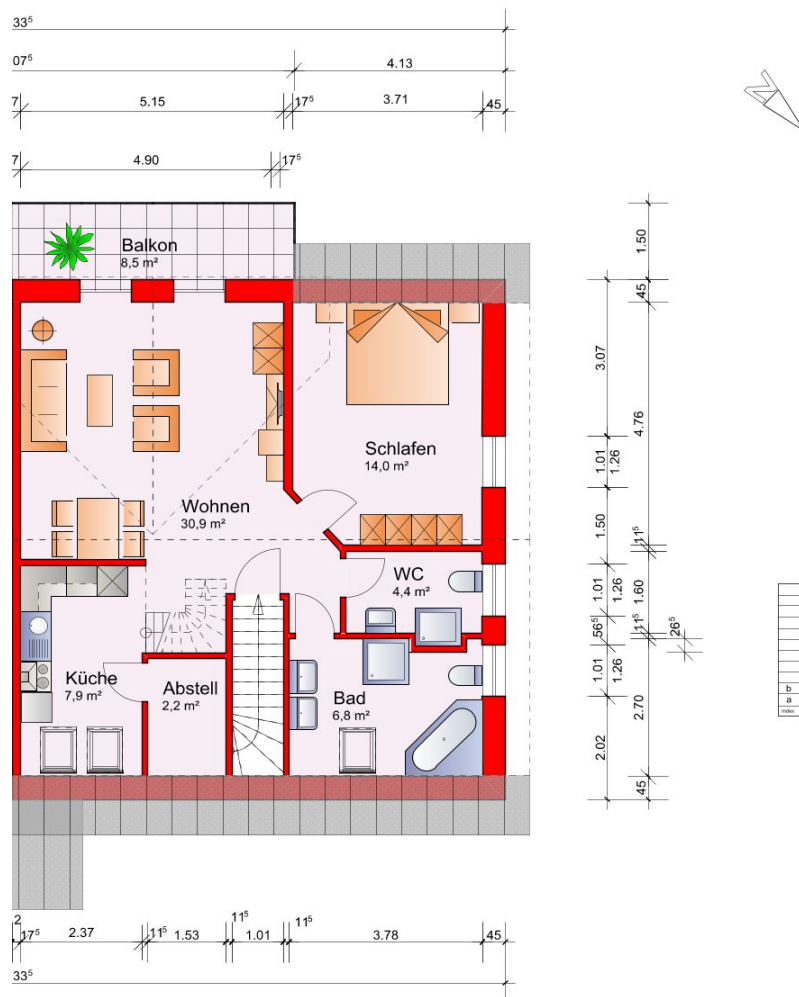 33⁵
07⁵
4.13
7
5.15
17⁵
3.71
45
7
4.90
17⁵
N
Balkon
8,5 m²
1.50
45
3.07
4.76
Schlafen
14,0 m²
1.01
1.26
Wohnen
30,9 m²
1.50
11⁵
WC
4,4 m²
1.01
1.26
1.60
56⁵
11⁵
26⁵
Küche
7,9 m²
Abstell
2,2 m²
Bad
6,8 m²
1.01
1.26
2.70
2.02
45
b
a
Index
2
17⁵
2.37
11⁵
1.53
11⁵
1.01
11⁵
3.78
45
33⁵